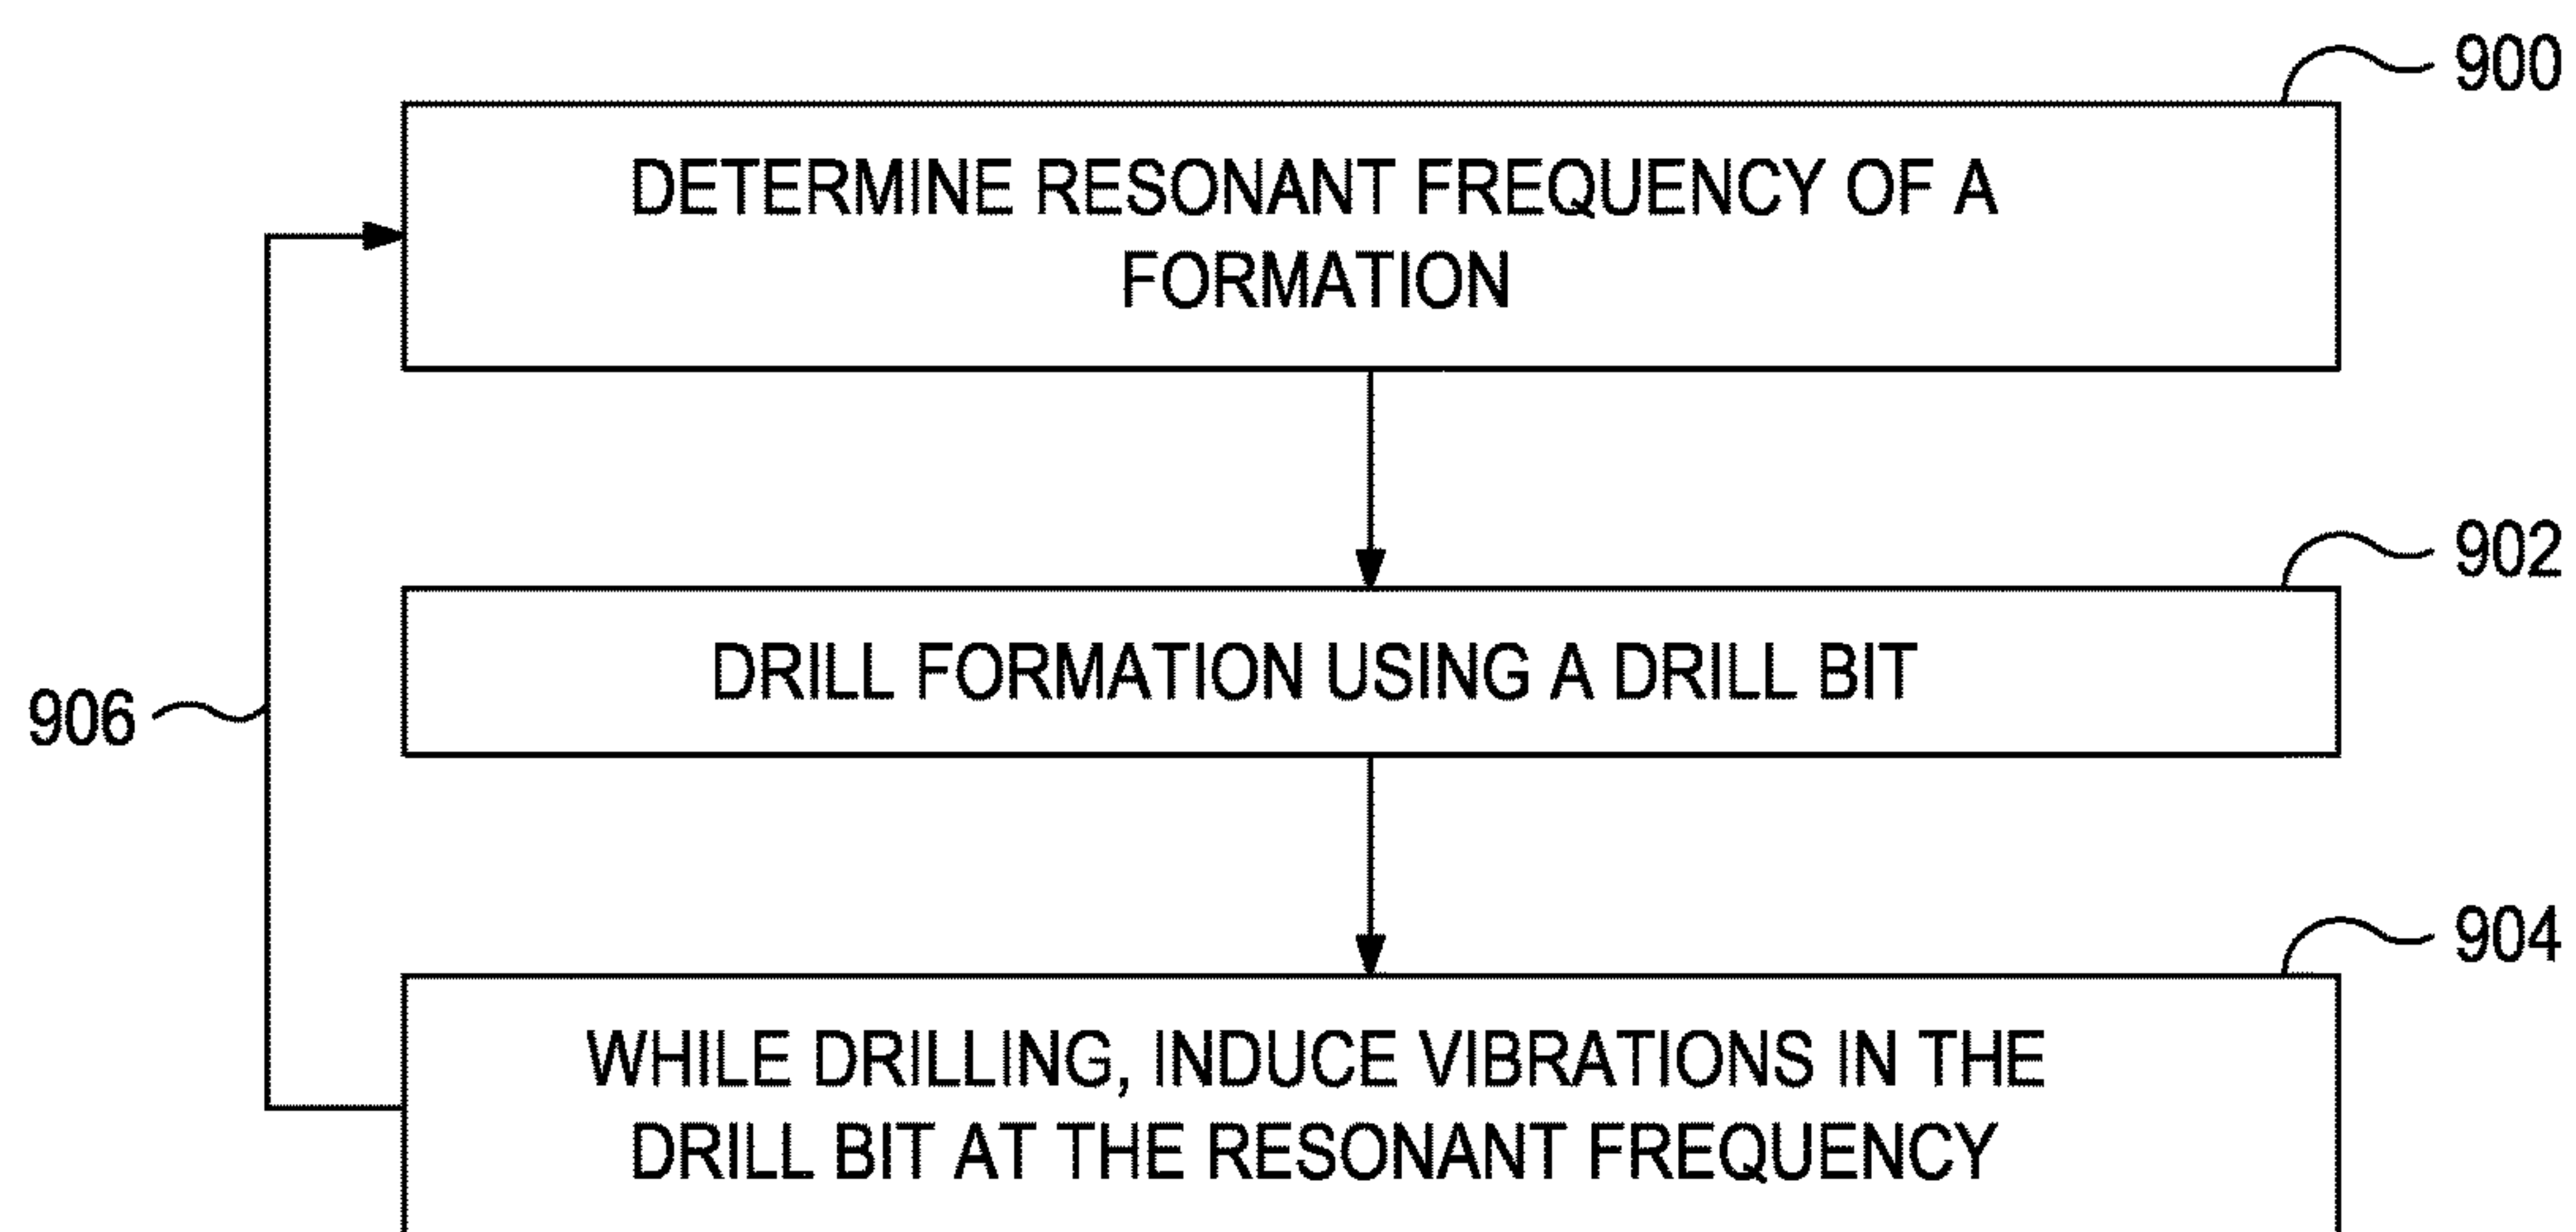 900
DETERMINE RESONANT FREQUENCY OF A
FORMATION
902
DRILL FORMATION USING A DRILL BIT
906
904
WHILE DRILLING, INDUCE VIBRATIONS IN THE
DRILL BIT AT THE RESONANT FREQUENCY